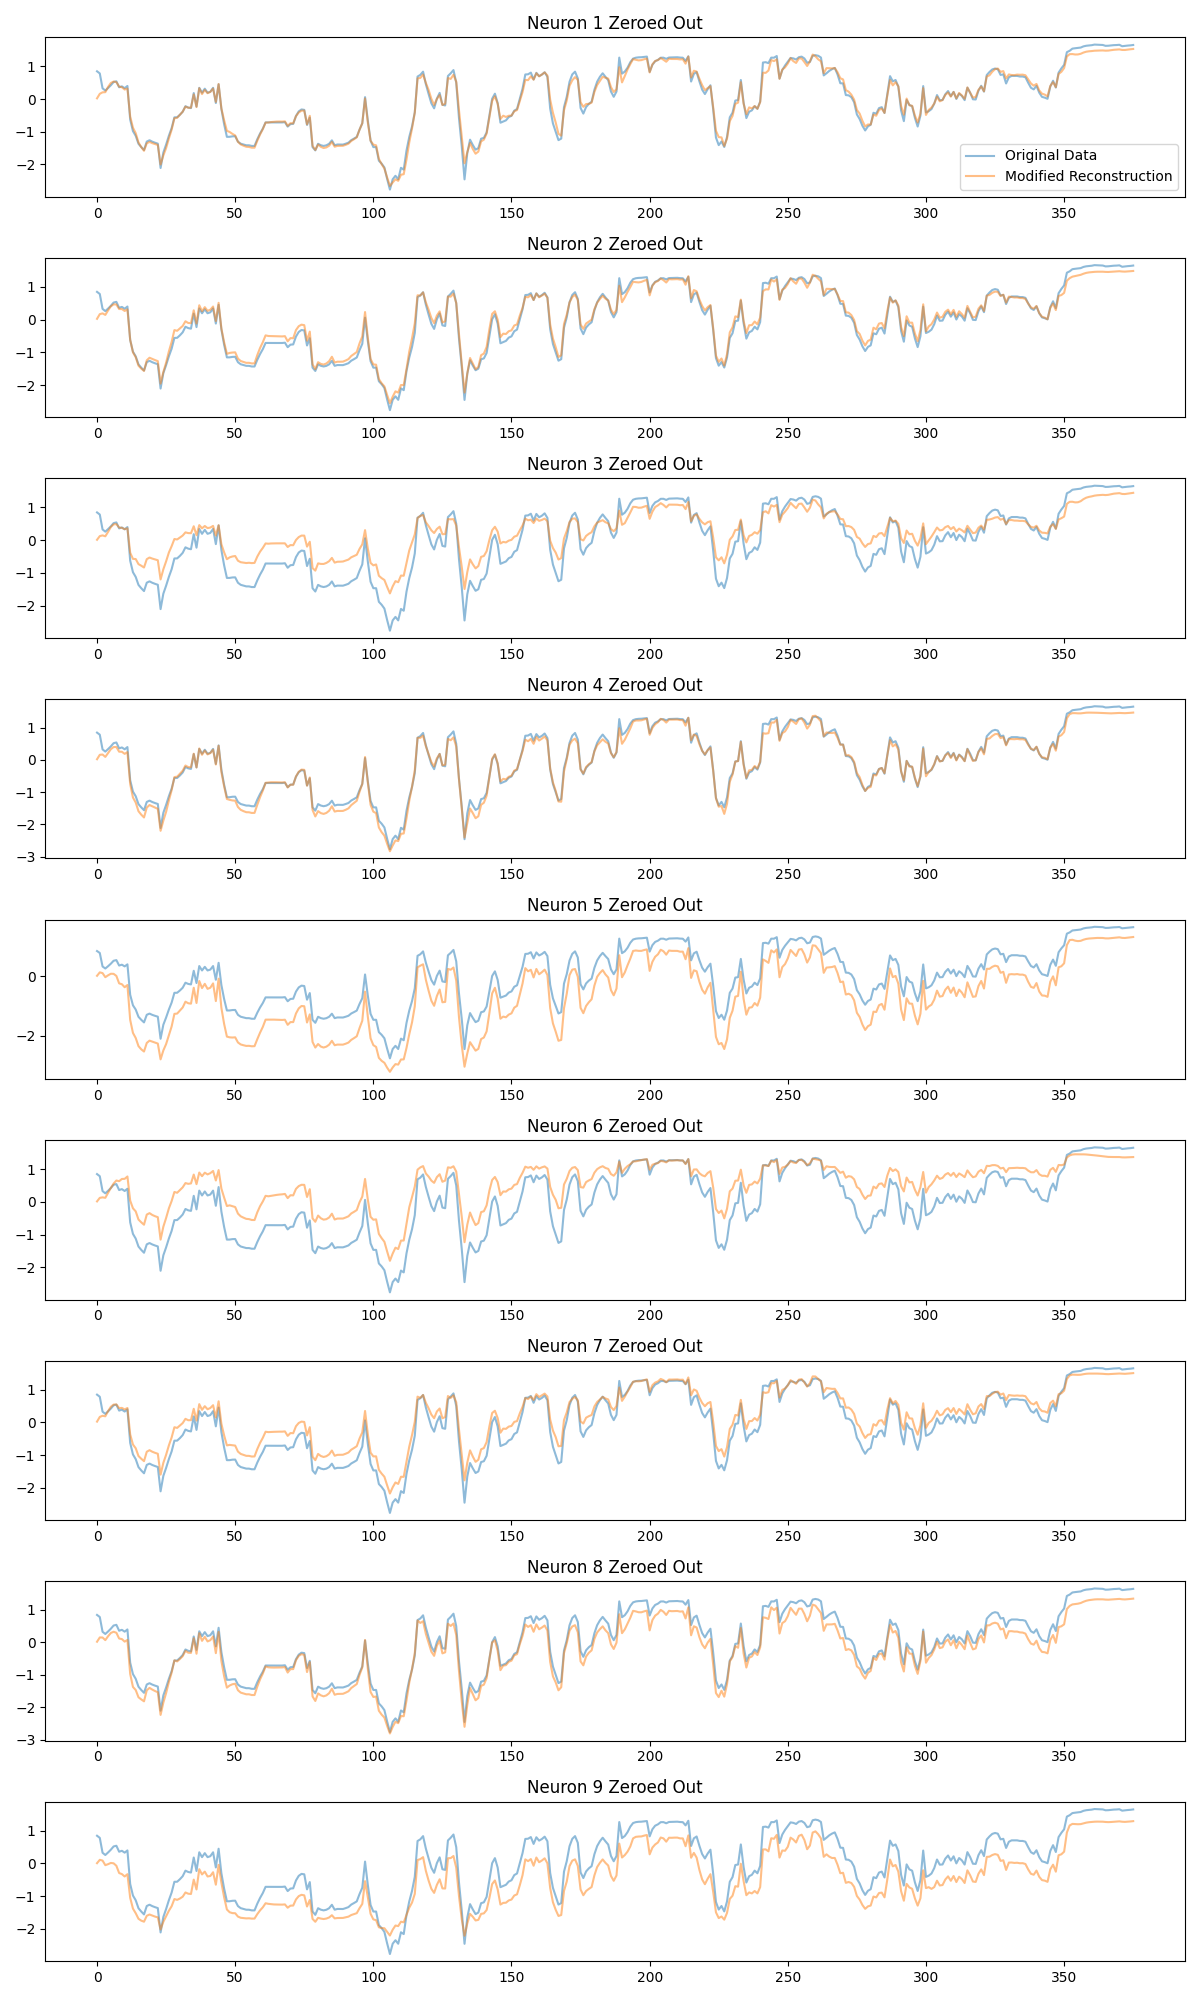 Neuron 1 Zeroed Out
1
0
−1
−2
Original Data
Modified Reconstruction
0 50 100 150 200 250 300 350
Neuron 2 Zeroed Out
1
0
−1
−2
0 50 100 150 200 250 300 350
Neuron 3 Zeroed Out
1
0
−1
−2
0 50 100 150 200 250 300 350
Neuron 4 Zeroed Out
1
0
−1
−2
−3
0 50 100 150 200 250 300 350
Neuron 5 Zeroed Out
0
−2
0 50 100 150 200 250 300 350
Neuron 6 Zeroed Out
1
0
−1
−2
0 50 100 150 200 250 300 350
Neuron 7 Zeroed Out
1
0
−1
−2
0 50 100 150 200 250 300 350
Neuron 8 Zeroed Out
1
0
−1
−2
−3
0 50 100 150 200 250 300 350
Neuron 9 Zeroed Out
1
0
−1
−2
0 50 100 150 200 250 300 350